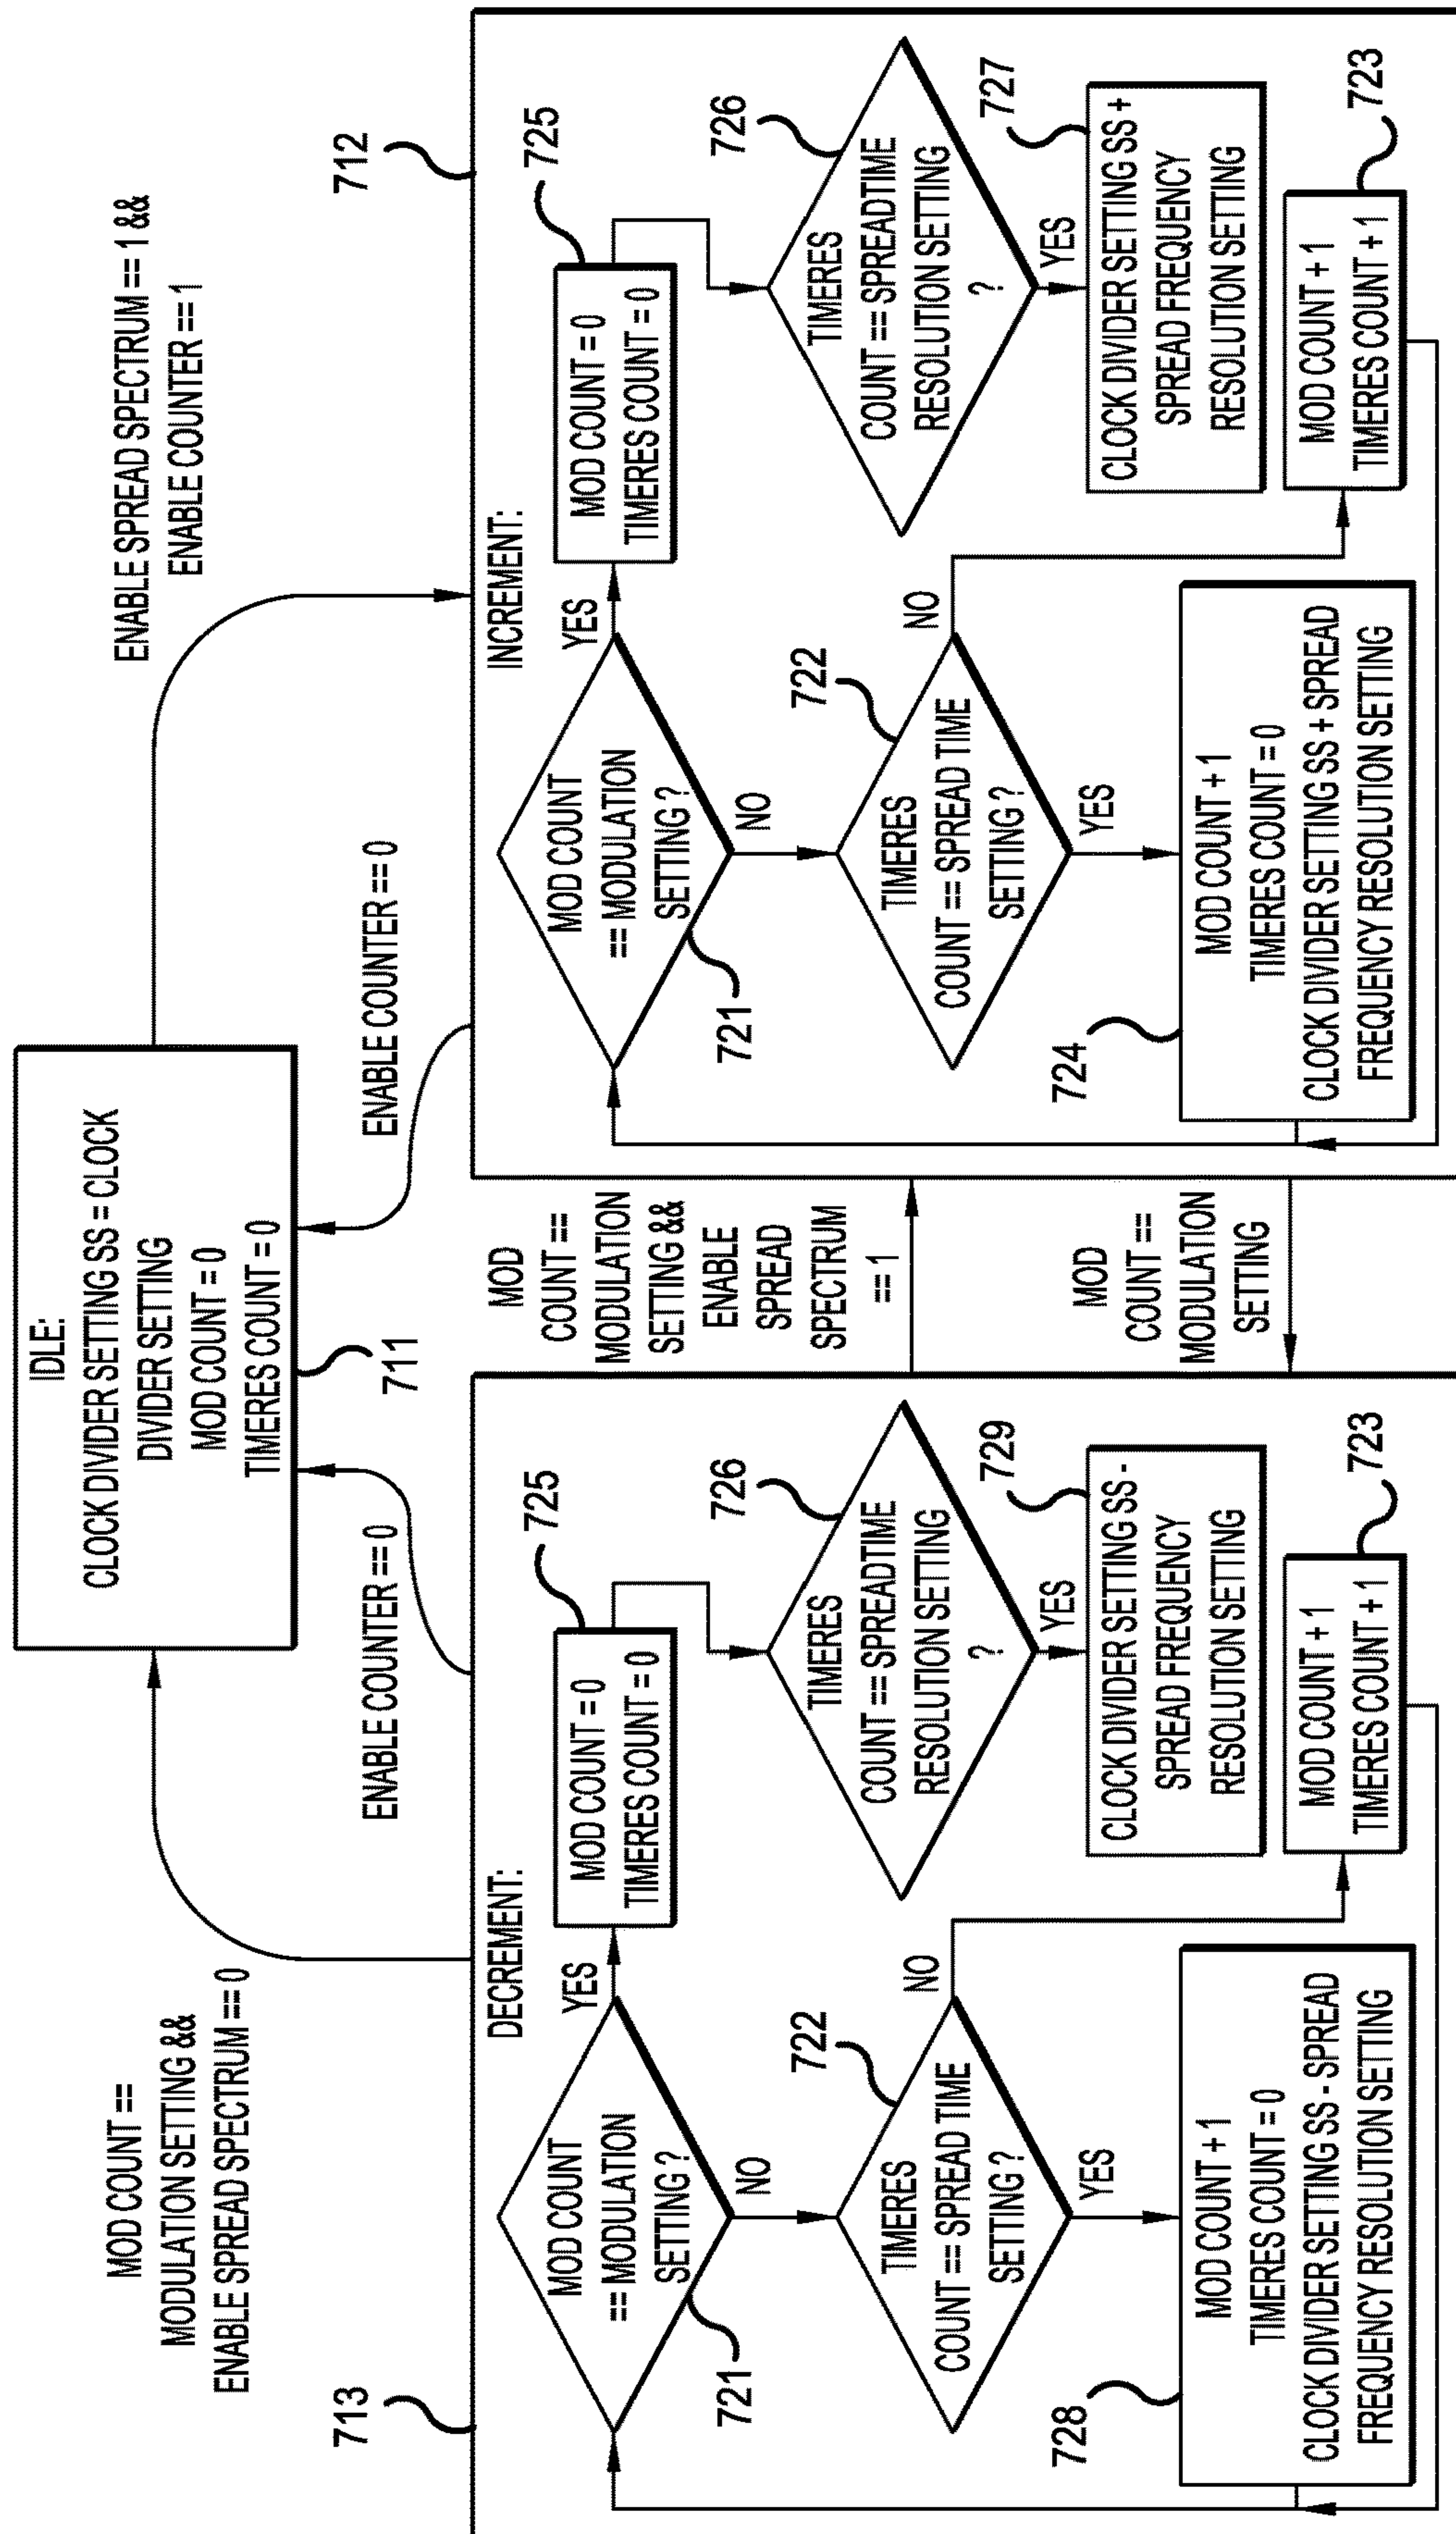 IDLE:
CLOCK DIVIDER SETTING SS = CLOCK
DIVIDER SETTING
MOD COUNT = 0
TIMERES COUNT = 0
711
MOD COUNT ==
MODULATION SETTING &&
ENABLE SPREAD SPECTRUM == 0
ENABLE COUNTER == 0
ENABLE COUNTER == 0
ENABLE SPREAD SPECTRUM == 1 &&
ENABLE COUNTER == 1
713
DECREMENT:
MOD COUNT
== MODULATION
SETTING ?
721
YES
NO
MOD COUNT = 0
TIMERES COUNT = 0
725
TIMERES
COUNT == SPREAD TIME
SETTING ?
722
NO
YES
TIMERES
COUNT == SPREADTIME
RESOLUTION SETTING
?
726
YES
MOD COUNT + 1
TIMERES COUNT = 0
CLOCK DIVIDER SETTING SS - SPREAD
FREQUENCY RESOLUTION SETTING
728
CLOCK DIVIDER SETTING SS -
SPREAD FREQUENCY
RESOLUTION SETTING
729
MOD COUNT + 1
TIMERES COUNT + 1
723
MOD
COUNT ==
MODULATION
SETTING &&
ENABLE
SPREAD
SPECTRUM
== 1
MOD
COUNT ==
MODULATION
SETTING
712
INCREMENT:
MOD COUNT
== MODULATION
SETTING ?
721
YES
NO
MOD COUNT = 0
TIMERES COUNT = 0
725
TIMERES
COUNT == SPREAD TIME
SETTING ?
722
NO
YES
TIMERES
COUNT == SPREADTIME
RESOLUTION SETTING
?
726
YES
MOD COUNT + 1
TIMERES COUNT = 0
CLOCK DIVIDER SETTING SS + SPREAD
FREQUENCY RESOLUTION SETTING
724
CLOCK DIVIDER SETTING SS +
SPREAD FREQUENCY
RESOLUTION SETTING
727
MOD COUNT + 1
TIMERES COUNT + 1
723